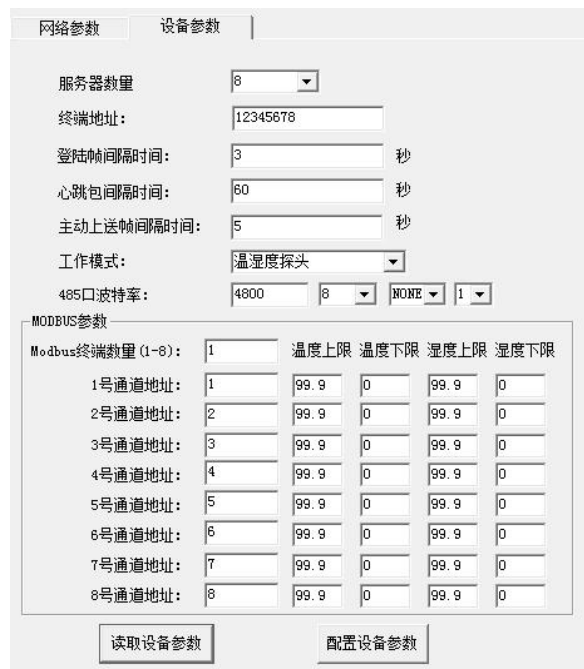 网络参数 设备参数
服务器数量 8
终端地址: 12345678
登陆帧间隔时间: 3 秒
心跳包间隔时间: 60 秒
主动上送帧间隔时间: 5 秒
工作模式: 温湿度探头
485口波特率: 4800 8 NONE 1
MODBUS参数
Modbus终端数量(1-8): 1 温度上限 温度下限 湿度上限 湿度下限
1号通道地址: 1 99.9 0 99.9 0
2号通道地址: 2 99.9 0 99.9 0
3号通道地址: 3 99.9 0 99.9 0
4号通道地址: 4 99.9 0 99.9 0
5号通道地址: 5 99.9 0 99.9 0
6号通道地址: 6 99.9 0 99.9 0
7号通道地址: 7 99.9 0 99.9 0
8号通道地址: 8 99.9 0 99.9 0
读取设备参数 配置设备参数